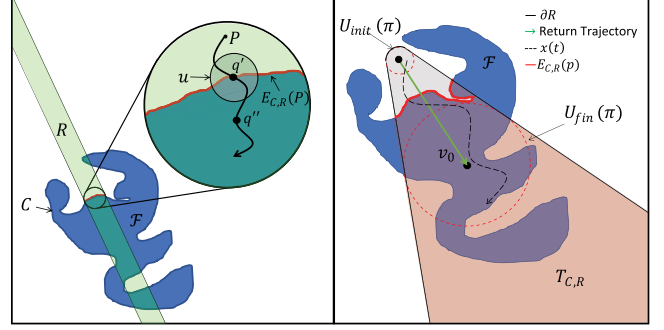 P
q′
u
E_{C,R}(P)
q′′
R
C
ℱ
U_{init}(π)
∂R
Return Trajectory
x(t)
E_{C,R}(p)
ℱ
U_{fin}(π)
v_0
T_{C,R}